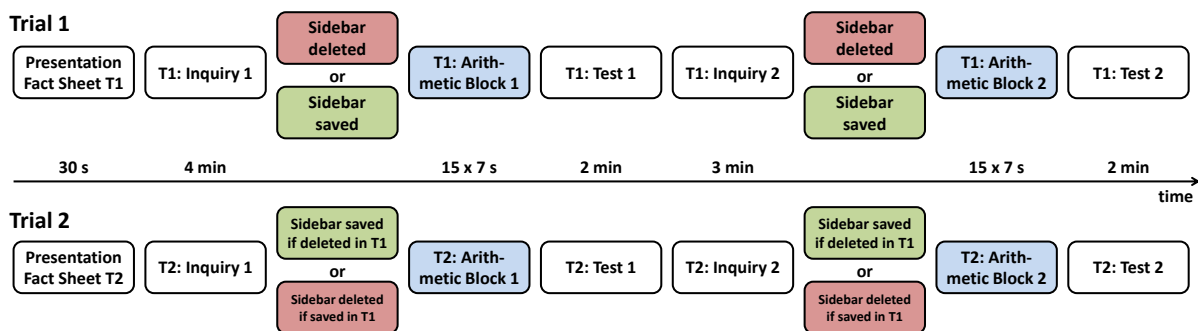 Trial 1
Presentation
Fact Sheet T1
T1: Inquiry 1
Sidebar
deleted
or
Sidebar
saved
T1: Arith-
metic Block 1
T1: Test 1
T1: Inquiry 2
Sidebar
deleted
or
Sidebar
saved
T1: Arith-
metic Block 2
T1: Test 2
30 s
4 min
15 x 7 s
2 min
3 min
15 x 7 s
2 min
time
Trial 2
Presentation
Fact Sheet T2
T2: Inquiry 1
Sidebar saved
if deleted in T1
or
Sidebar deleted
if saved in T1
T2: Arith-
metic Block 1
T2: Test 1
T2: Inquiry 2
Sidebar saved
if deleted in T1
or
Sidebar deleted
if saved in T1
T2: Arith-
metic Block 2
T2: Test 2